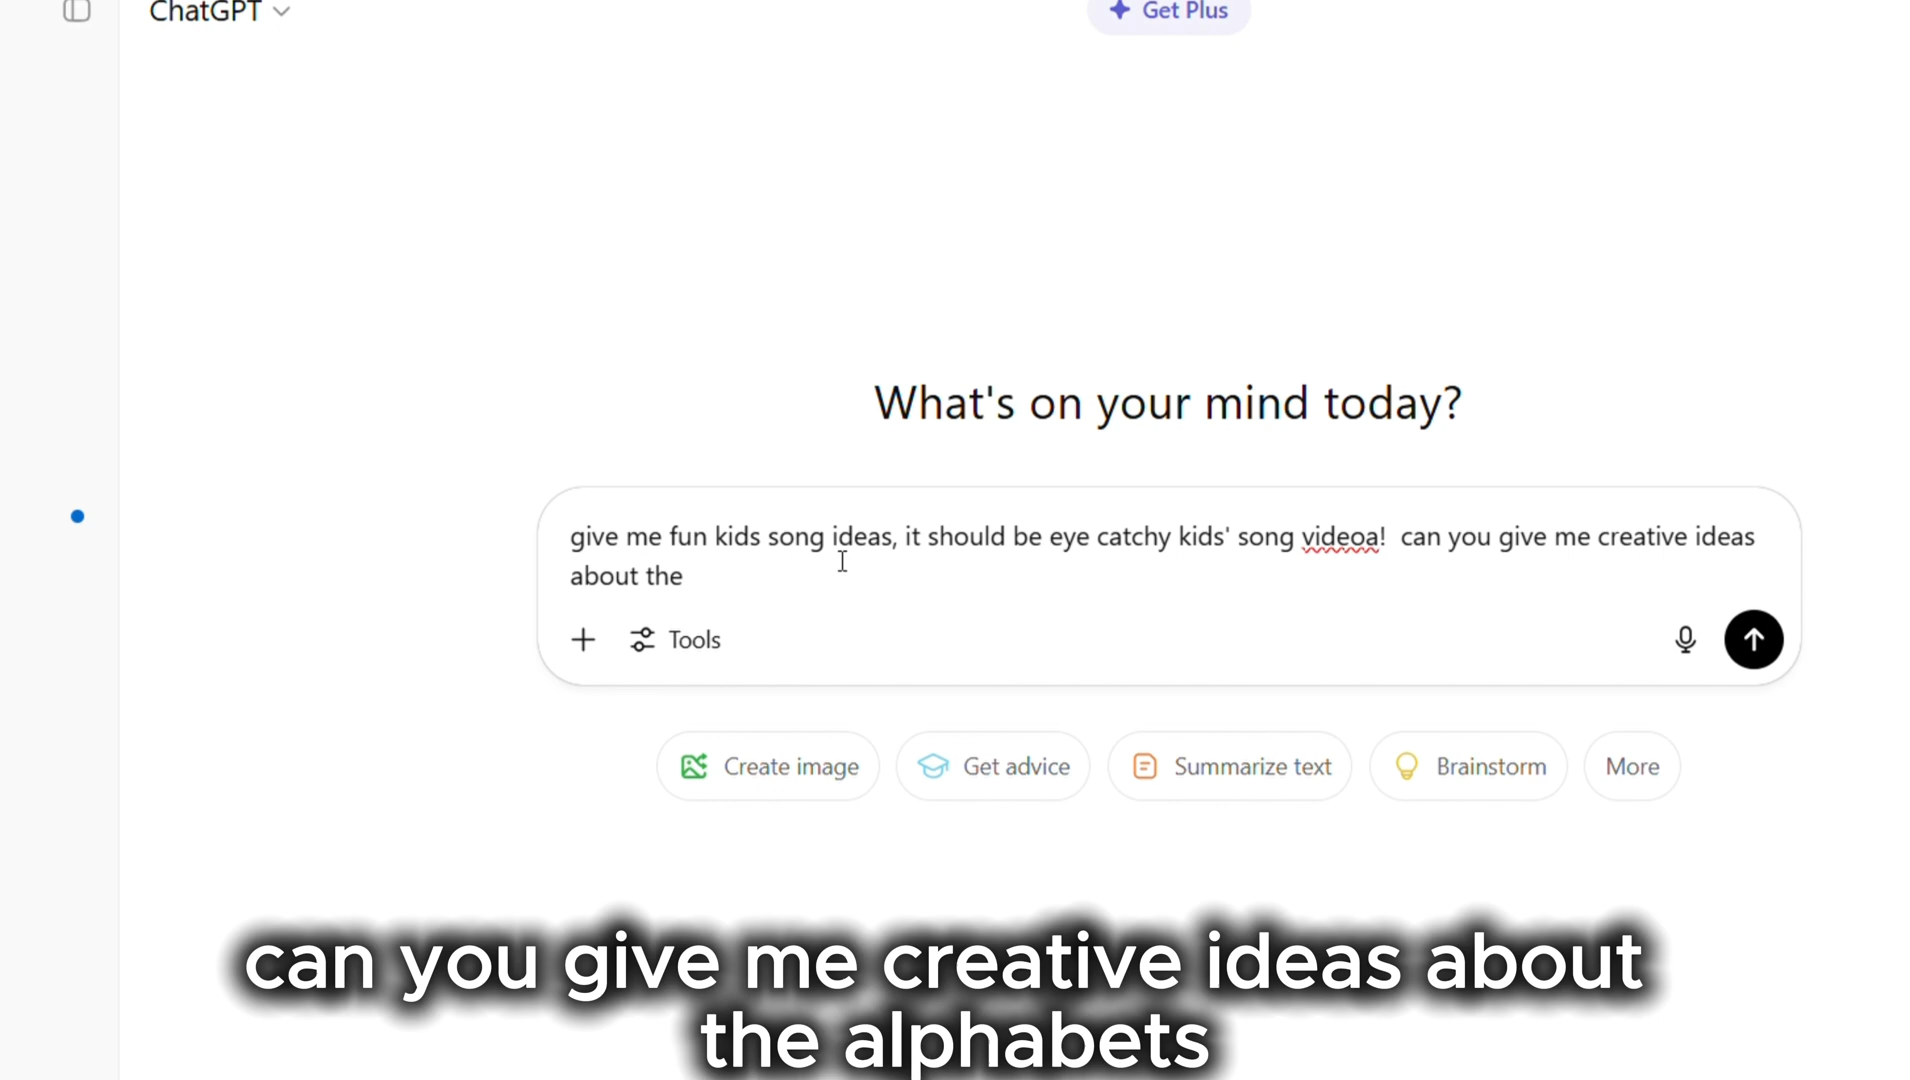 ChatGPT
Get Plus
What's on your mind today?
give me fun kids song ideas, it should be eye catchy kids' song videoa!  can you give me creative ideas
about the
Tools
Create image
Get advice
Summarize text
Brainstorm
More
can you give me creative ideas about
the alphabets